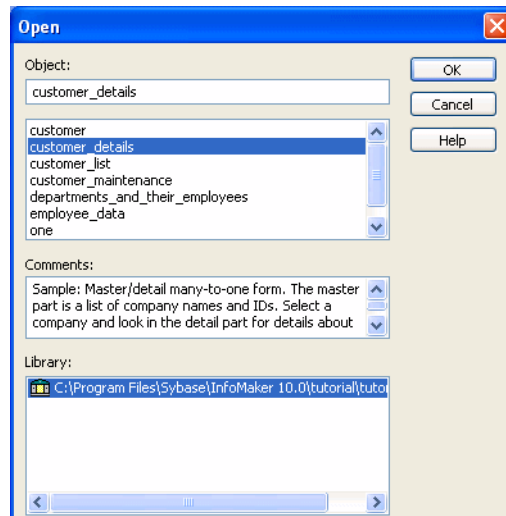 Open
Object:
OK
customer_details
Cancel
customer
Help
customer_details
customer_list
customer_maintenance
departments_and_their_employees
employee_data
one
Comments:
Sample: Master/detail many-to-one form. The master
part is a list of company names and IDs. Select a
company and look in the detail part for details about
Library:
C:\Program Files\Sybase\InfoMaker 10.0\tutorial\tutor